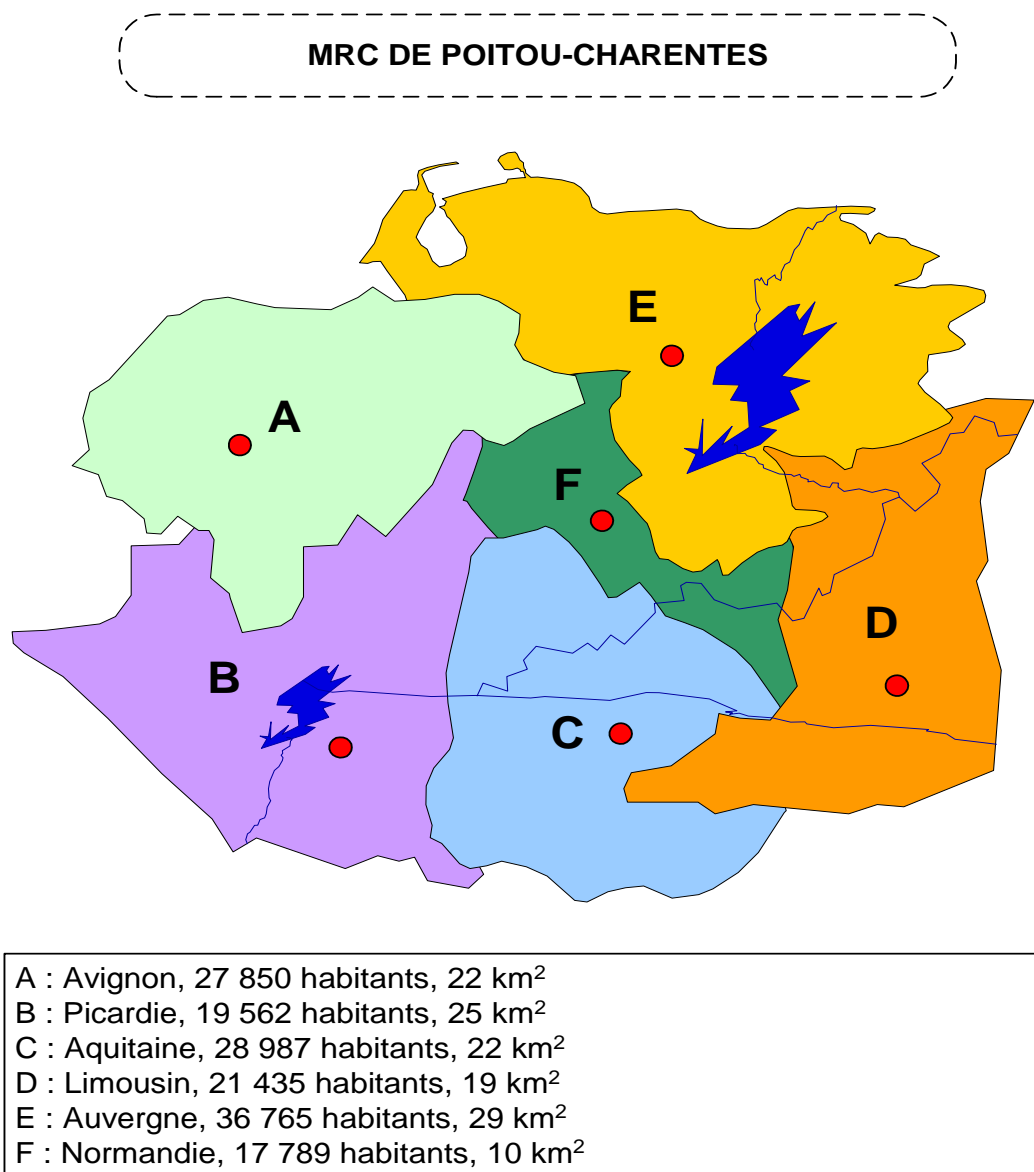 MRC DE POITOU-CHARENTES
E
A
F
D
B
C
A : Avignon, 27 850 habitants, 22 km²
B : Picardie, 19 562 habitants, 25 km²
C : Aquitaine, 28 987 habitants, 22 km²
D : Limousin, 21 435 habitants, 19 km²
E : Auvergne, 36 765 habitants, 29 km²
F : Normandie, 17 789 habitants, 10 km²